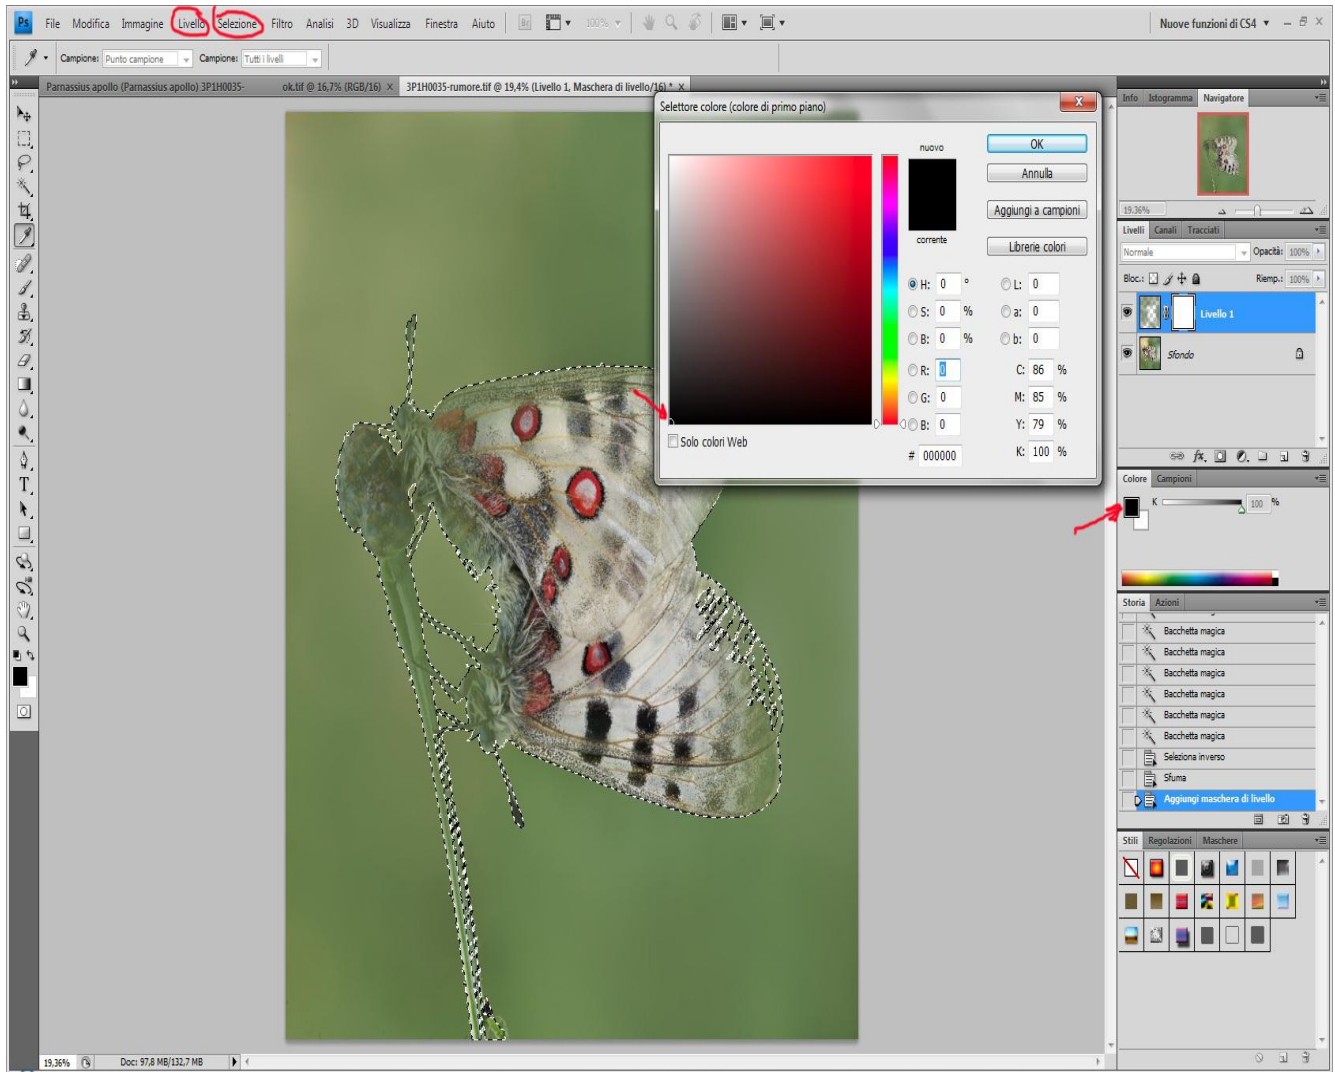 Ps File Modifica Immagine Livello Selezione Filtro Analisi 3D Visualizza Finestra Aiuto Br 100% Nuove funzioni di CS4
Campione: Punto campione Campione: Tutti i livelli
Parnassius apollo (Parnassius apollo) 3P1H0035- ok.tif @ 16,7% (RGB/16) x 3P1H0035-rumore.tif @ 19,4% (Livello 1, Maschera di livello/16) * x
Selettore colore (colore di primo piano)
nuovo
corrente
OK
Annulla
Aggiungi a campioni
Librerie colori
H: 0 ° L: 0
S: 0 % a: 0
B: 0 % b: 0
R: 0 C: 86 %
G: 0 M: 85 %
B: 0 Y: 79 %
# 000000 K: 100 %
Solo colori Web
Info Istogramma Navigatore
19.36%
Livelli Canali Tracciati
Normale Opacità: 100%
Bloc.: Riemp.: 100%
Livello 1
Sfondo
fx
Colore Campioni
K 100 %
Storia Azioni
Bacchetta magica
Bacchetta magica
Bacchetta magica
Bacchetta magica
Bacchetta magica
Bacchetta magica
Seleziona inverso
Sfuma
Aggiungi maschera di livello
Stili Regolazioni Maschere
T
19,36% Doc: 97,8 MB/132,7 MB